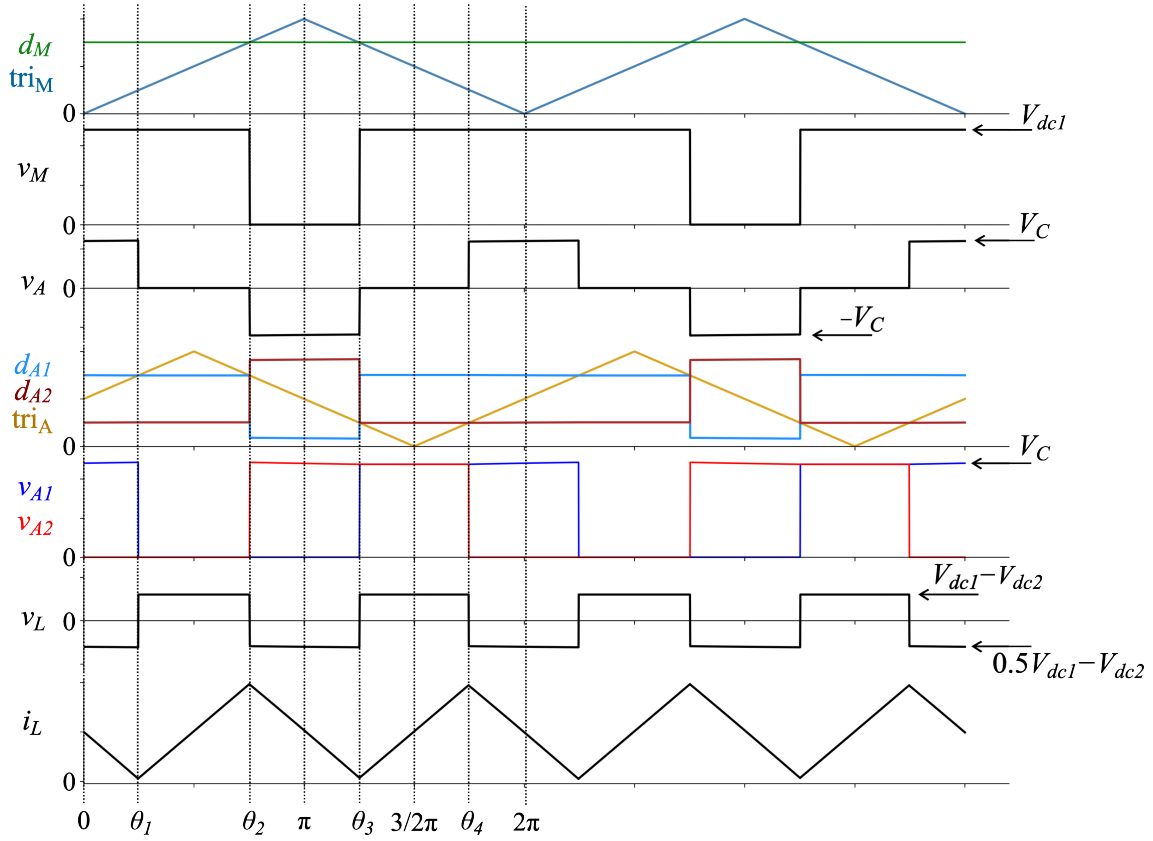 d_M
tri_M
0
V_dc1
v_M
0
V_C
v_A
0
–V_C
d_A1
d_A2
tri_A
0
V_C
v_A1
v_A2
0
V_dc1−V_dc2
v_L
0
0.5V_dc1−V_dc2
i_L
0
0 θ_1 θ_2 π θ_3 3/2π θ_4 2π